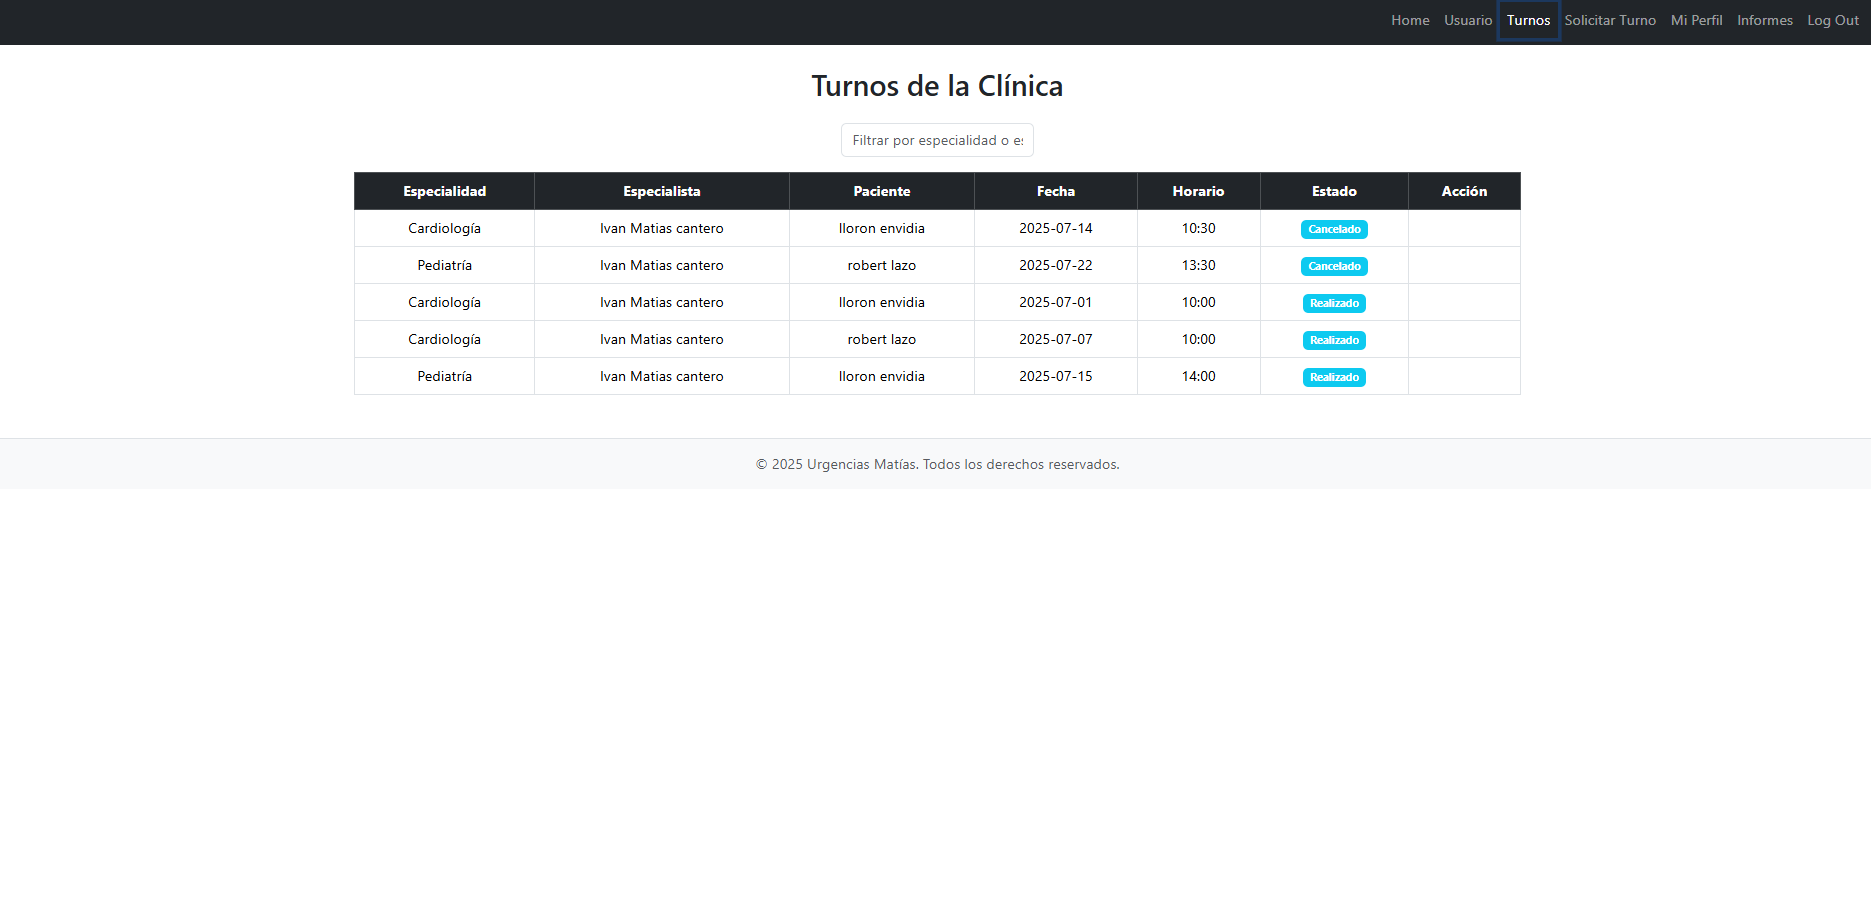 Home Usuario Turnos Solicitar Turno Mi Perfil Informes Log Out
Turnos de la Clínica
Filtrar por especialidad o es
Especialidad Especialista Paciente Fecha Horario Estado Acción
Cardiología Ivan Matias cantero lloron envidia 2025-07-14 10:30 Cancelado
Pediatría Ivan Matias cantero robert lazo 2025-07-22 13:30 Cancelado
Cardiología Ivan Matias cantero lloron envidia 2025-07-01 10:00 Realizado
Cardiología Ivan Matias cantero robert lazo 2025-07-07 10:00 Realizado
Pediatría Ivan Matias cantero lloron envidia 2025-07-15 14:00 Realizado
© 2025 Urgencias Matías. Todos los derechos reservados.